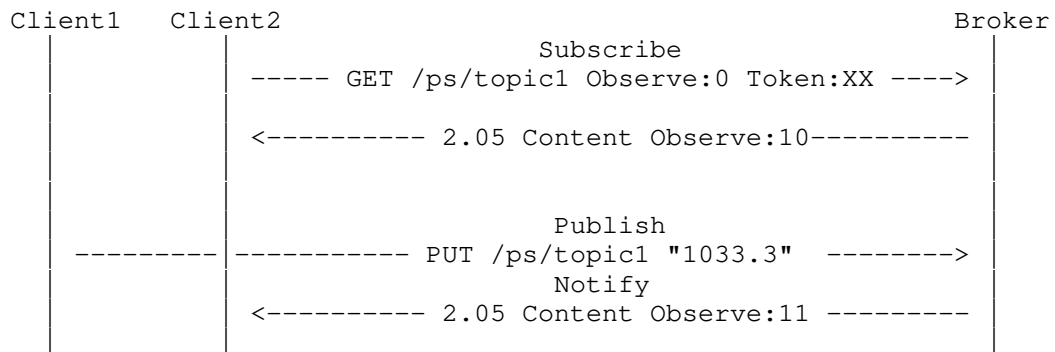 Client1 Client2 Broker
Subscribe
----- GET /ps/topic1 Observe:0 Token:XX ---->
<---------- 2.05 Content Observe:10----------
Publish
---------|----------- PUT /ps/topic1 "1033.3" -------->
Notify
<---------- 2.05 Content Observe:11 ---------